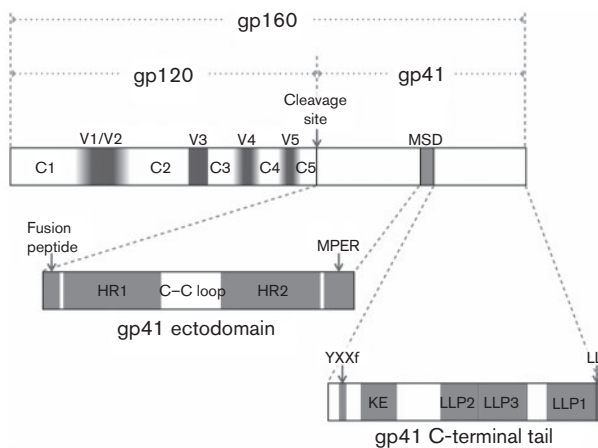 gp160
gp120 gp41
Cleavage
site
V1/V2 V3 V4 V5 MSD
C1 C2 C3 C4 C5
Fusion
peptide
MPER
HR1 C–C loop HR2
gp41 ectodomain
YXXf LL
KE LLP2 LLP3 LLP1
gp41 C-terminal tail